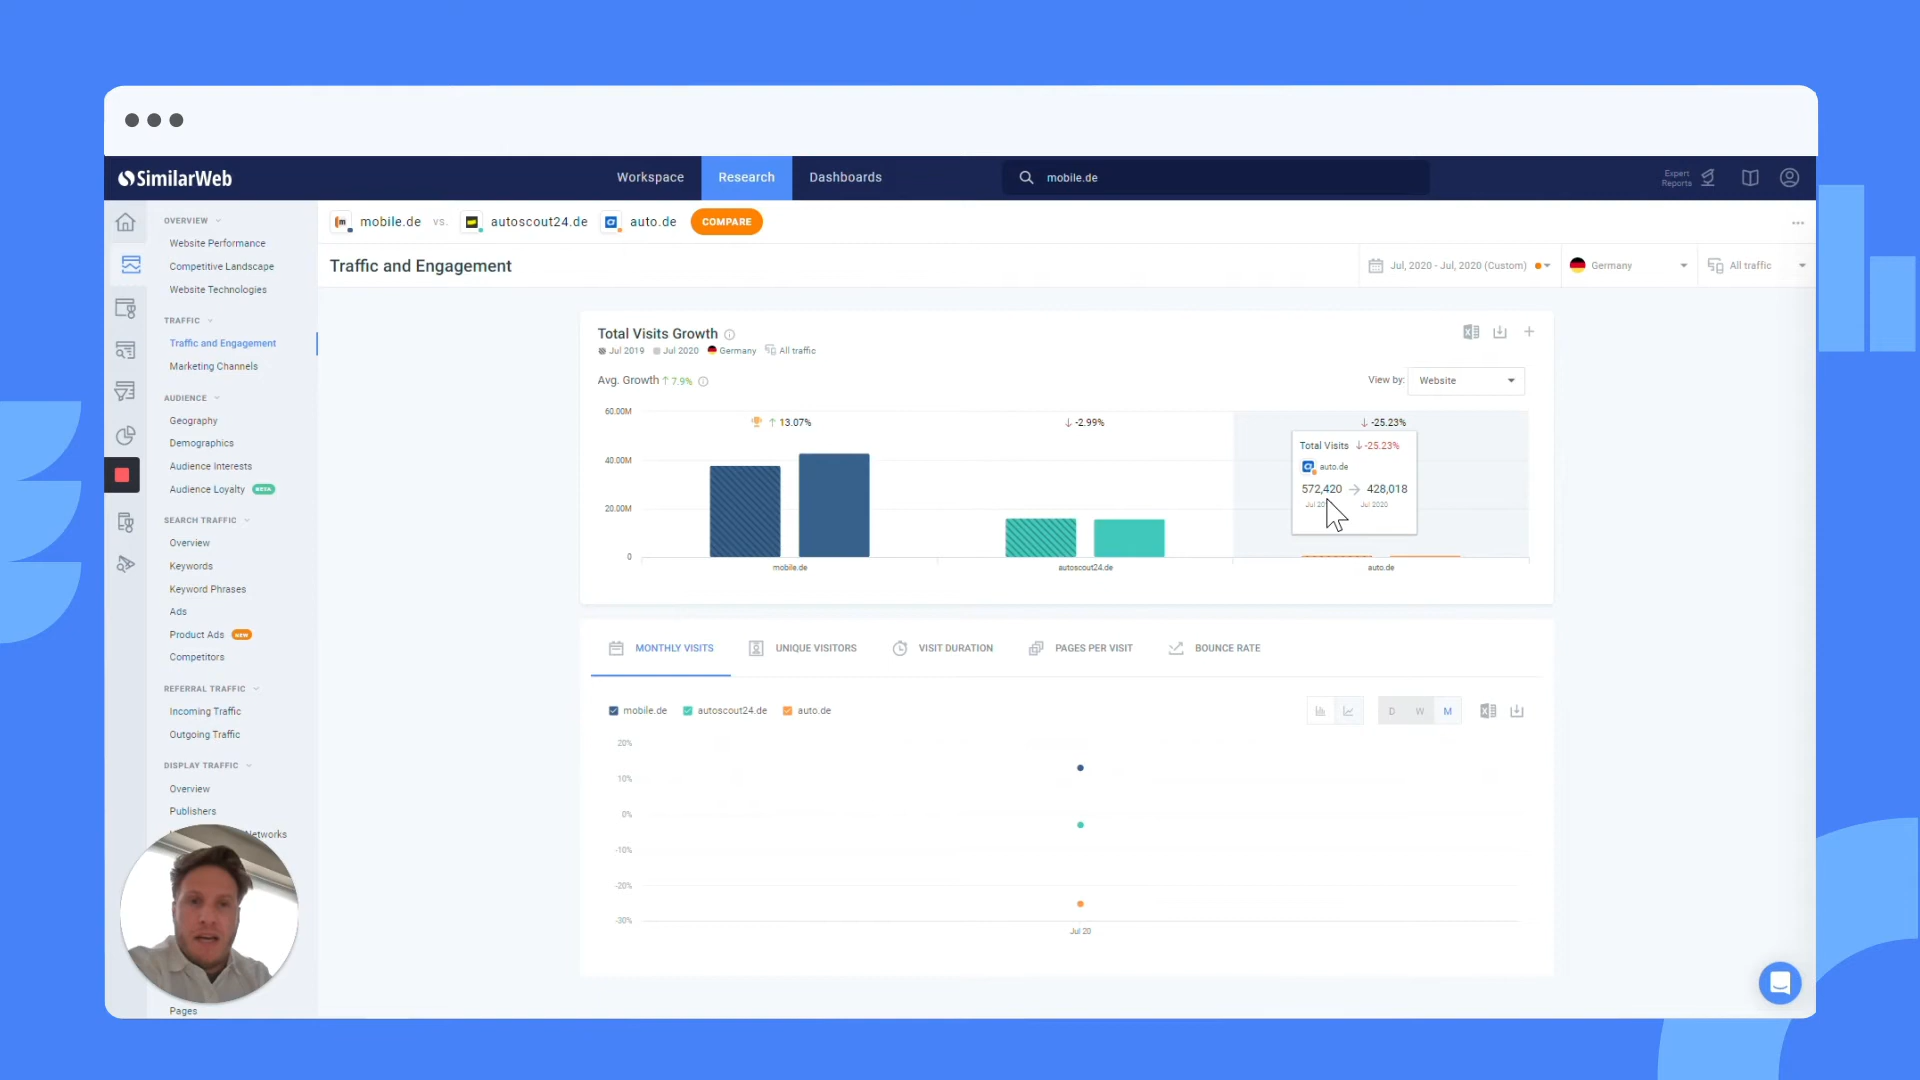 SimilarWeb
Workspace
Research
Dashboards
mobile.de
Expert
Reports
OVERVIEW
Website Performance
Competitive Landscape
Website Technologies
TRAFFIC
Traffic and Engagement
Marketing Channels
AUDIENCE
Geography
Demographics
Audience Interests
Audience Loyalty BETA
SEARCH TRAFFIC
Overview
Keywords
Keyword Phrases
Ads
Product Ads NEW
Competitors
REFERRAL TRAFFIC
Incoming Traffic
Outgoing Traffic
DISPLAY TRAFFIC
Overview
Publishers
Networks
Pages
mobile.de vs. autoscout24.de auto.de COMPARE
Traffic and Engagement
Jul, 2020 - Jul, 2020 (Custom)
Germany
All traffic
Total Visits Growth
Jul 2019 Jul 2020 Germany All traffic
Avg. Growth ↑ 7.9%
View by: Website
60.00M
40.00M
20.00M
0
↑ 13.07%
↓ -2.99%
↓ -25.23%
Total Visits ↓ -25.23%
auto.de
572,420 → 428,018
Jul 2020
mobile.de
autoscout24.de
auto.de
MONTHLY VISITS
UNIQUE VISITORS
VISIT DURATION
PAGES PER VISIT
BOUNCE RATE
mobile.de autoscout24.de auto.de
D W M
20%
10%
0%
-10%
-20%
-30%
Jul 20